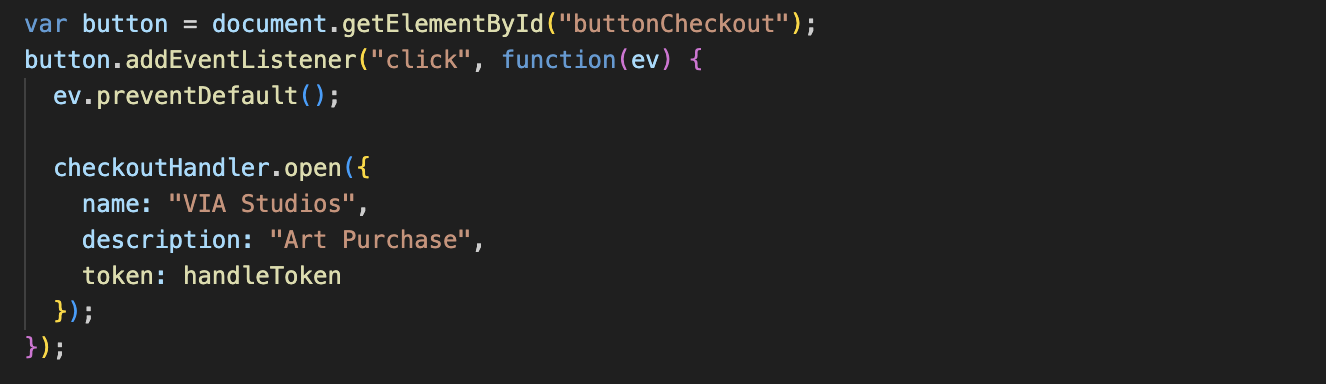 var button = document.getElementById("buttonCheckout");
button.addEventListener("click", function(ev) {
  ev.preventDefault();

  checkoutHandler.open({
    name: "VIA Studios",
    description: "Art Purchase",
    token: handleToken
  });
});